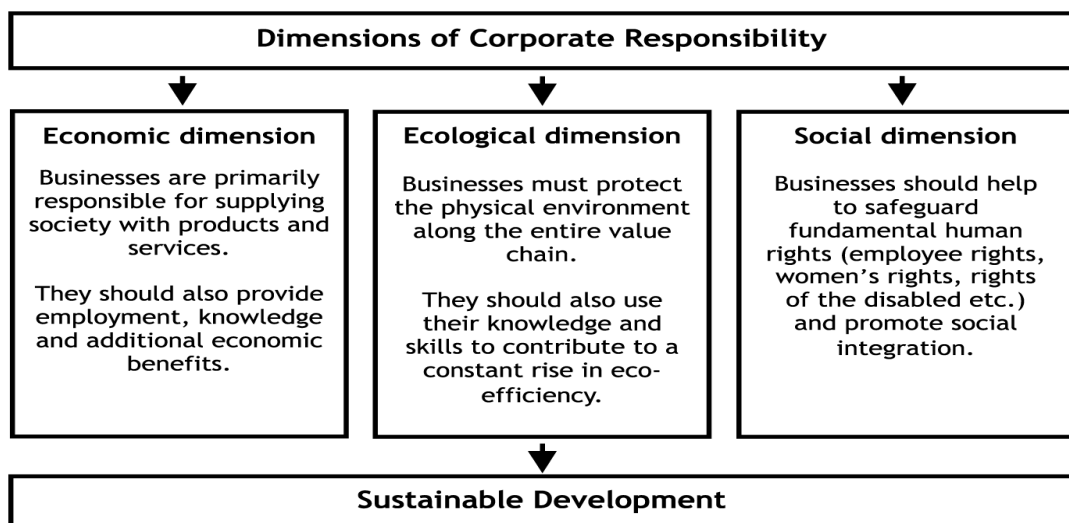 Dimensions of Corporate Responsibility
Economic dimension
Businesses are primarily
responsible for supplying
society with products and
services.
They should also provide
employment, knowledge
and additional economic
benefits.
Ecological dimension
Businesses must protect
the physical environment
along the entire value
chain.
They should also use
their knowledge and
skills to contribute to a
constant rise in eco-
efficiency.
Social dimension
Businesses should help
to safeguard
fundamental human
rights (employee rights,
women’s rights, rights
of the disabled etc.)
and promote social
integration.
Sustainable Development